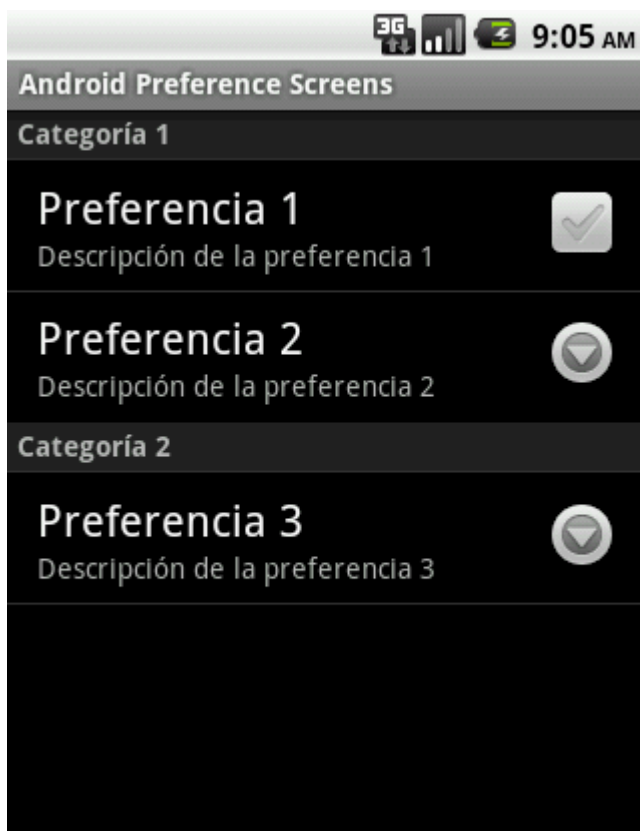 3G 9:05 AM
Android Preference Screens
Categoría 1
Preferencia 1
Descripción de la preferencia 1
Preferencia 2
Descripción de la preferencia 2
Categoría 2
Preferencia 3
Descripción de la preferencia 3